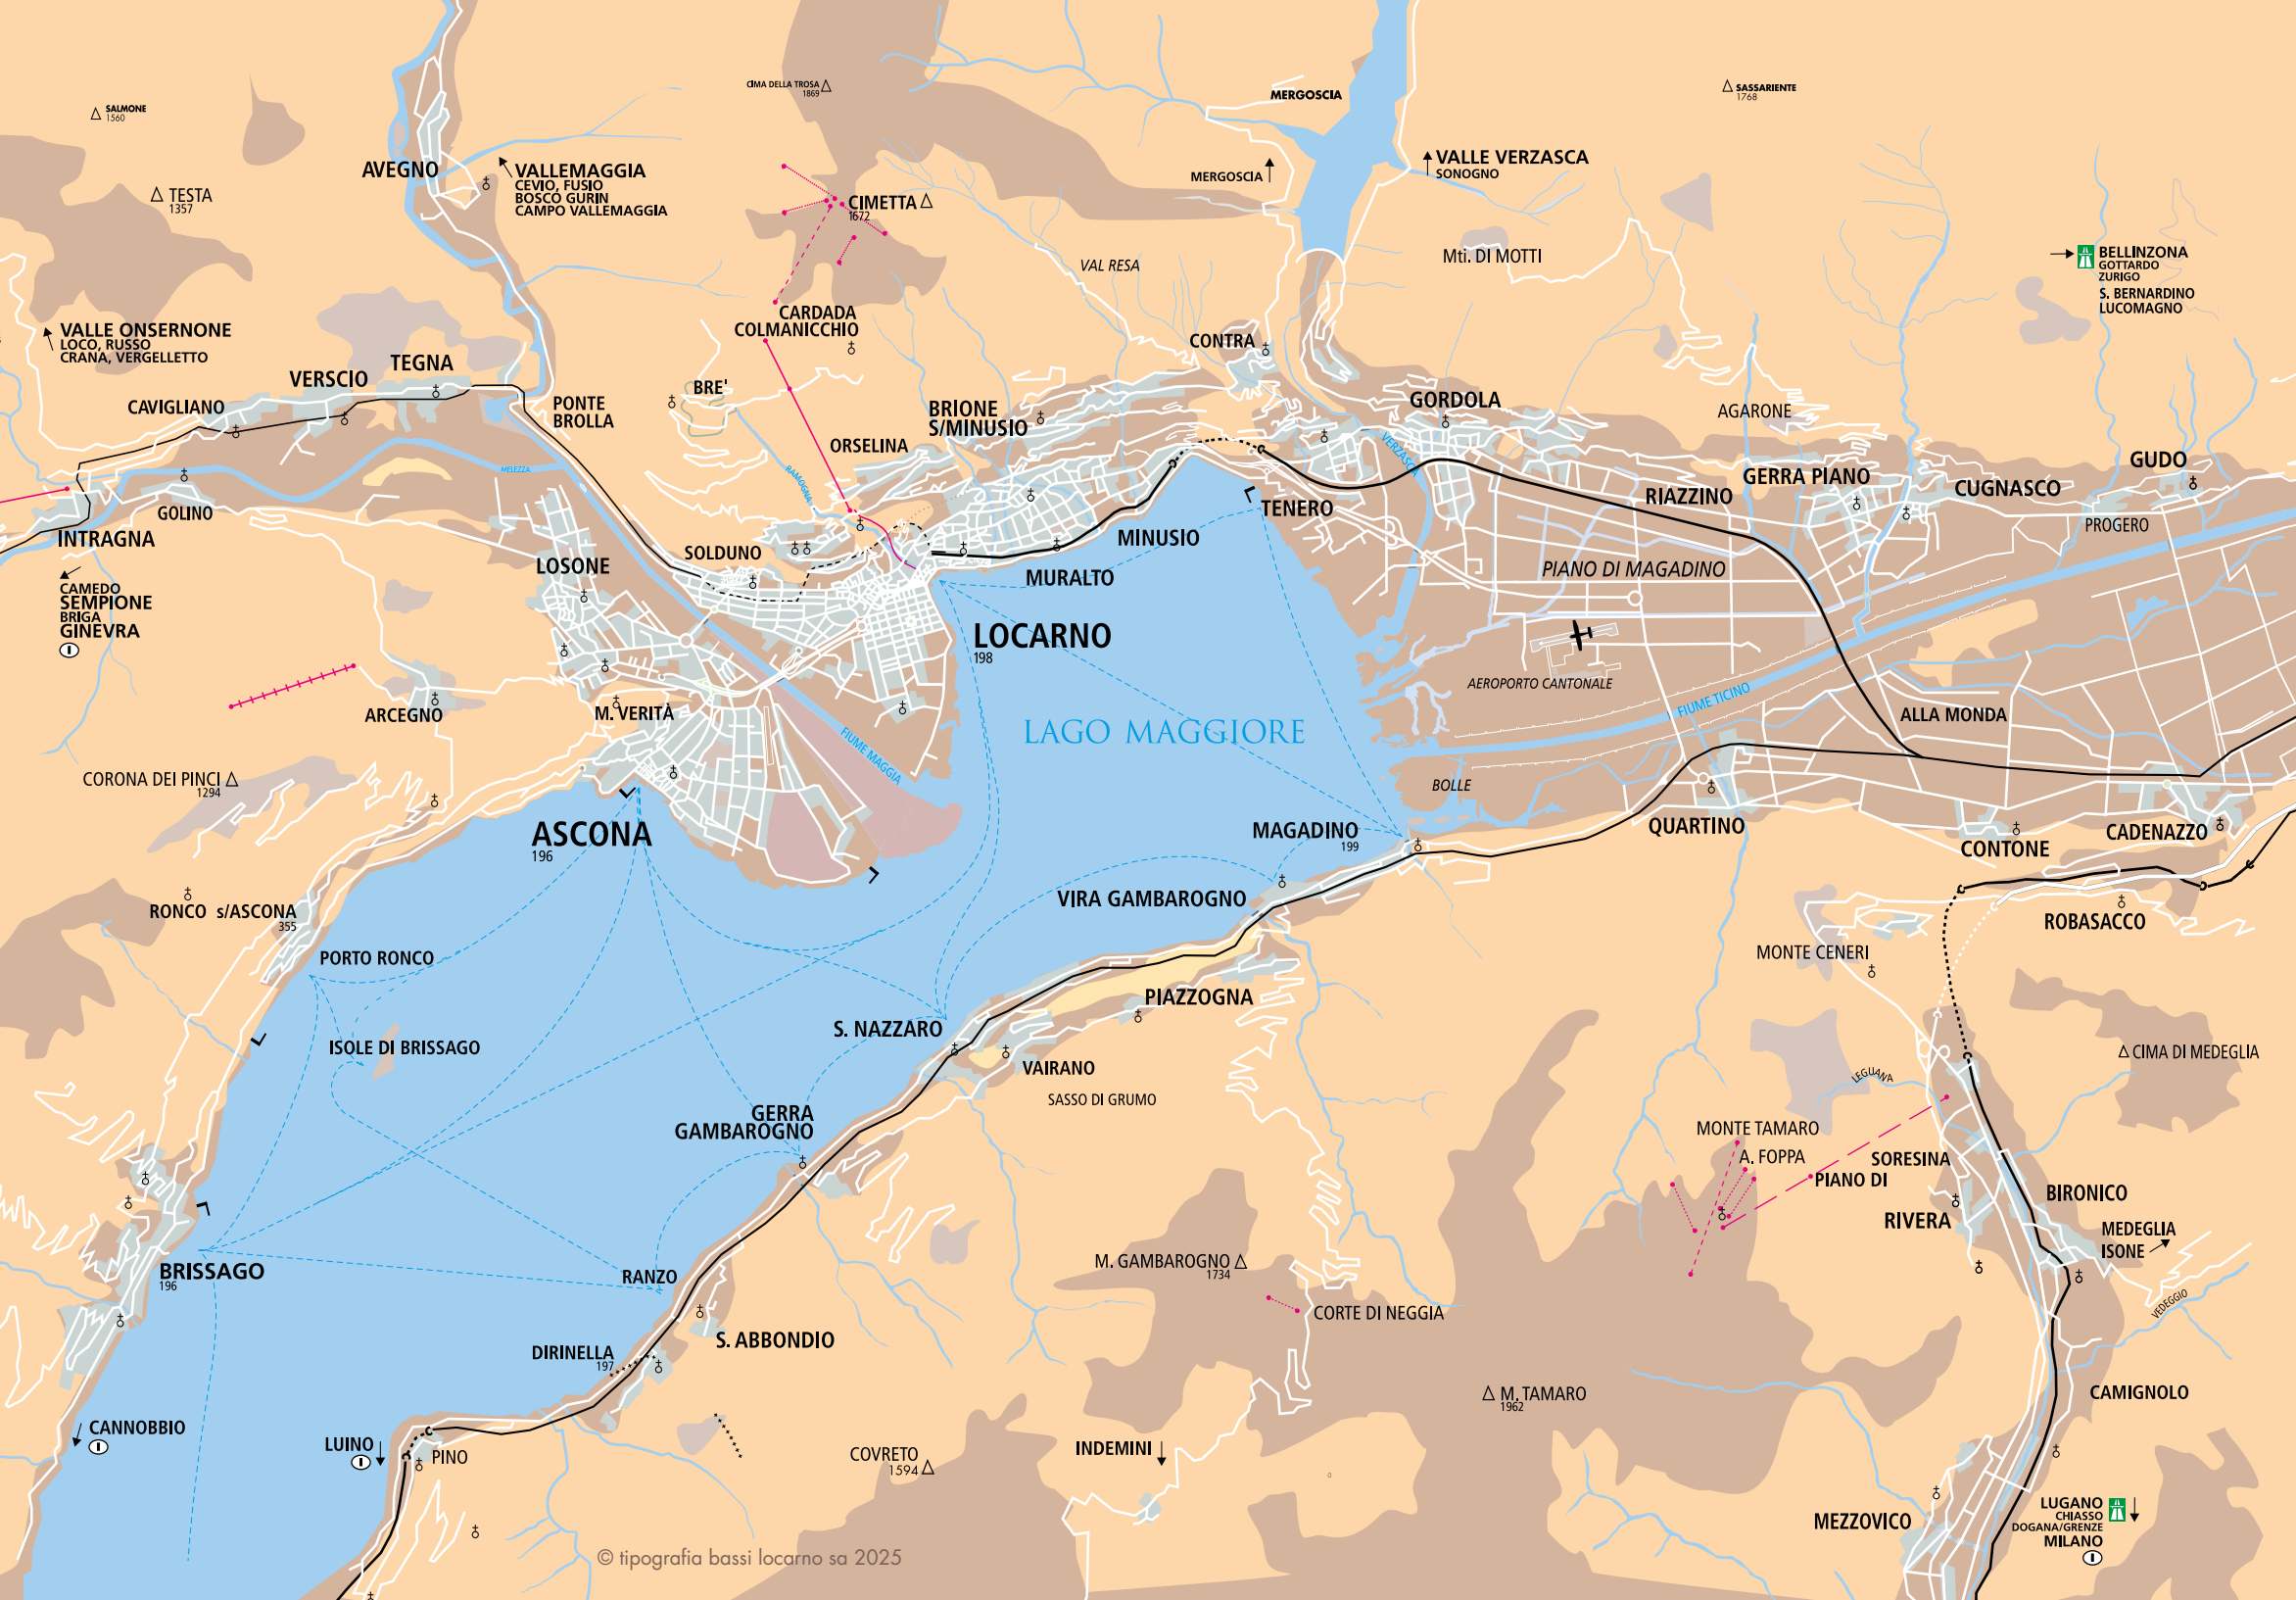 SALMONE
1560
CIMA DELLA TROSA
1869
MERGOSCIA
SASSARIENTE
1768
AVEGNO
VALLEMAGGIA
CEVIO, FUSIO
BOSCO GURIN
CAMPO VALLEMAGGIA
TESTA
1357
CIMETTA
1672
MERGOSCIA
VALLE VERZASCA
SONOGNO
VAL RESA
Mti. DI MOTTI
BELLINZONA
GOTTARDO
ZURIGO
S. BERNARDINO
LUCOMAGNO
VALLE ONSERNONE
LOCO, RUSSO
CRANA, VERGELLETTO
CARDADA
COLMANICCHIO
CONTRA
TEGNA
VERSCIO
CAVIGLIANO
PONTE
BROLLA
BRE'
BRIONE
S/MINUSIO
GORDOLA
AGARONE
ORSELINA
VERZASCA
RAMOGNA
MELEZZA
GERRA PIANO
GUDO
CUGNASCO
RIAZZINO
GOLINO
TENERO
PROGERO
INTRAGNA
MINUSIO
SOLDUNO
LOSONE
MURALTO
PIANO DI MAGADINO
CAMEDO
SEMPIONE
BRIGA
GINEVRA
I
LOCARNO
198
AEROPORTO CANTONALE
FIUME TICINO
ARCEGNO
M. VERITÀ
ALLA MONDA
LAGO MAGGIORE
FIUME MAGGIA
CORONA DEI PINCI
1294
BOLLE
ASCONA
196
MAGADINO
199
QUARTINO
CADENAZZO
CONTONE
VIRA GAMBAROGNO
RONCO s/ASCONA
355
ROBASACCO
PORTO RONCO
MONTE CENERI
PIAZZOGNA
S. NAZZARO
ISOLE DI BRISSAGO
CIMA DI MEDEGLIA
VAIRANO
LEGUANA
SASSO DI GRUMO
GERRA
GAMBAROGNO
MONTE TAMARO
A. FOPPA
SORESINA
PIANO DI
BIRONICO
RIVERA
MEDEGLIA
ISONE
M. GAMBAROGNO
1734
BRISSAGO
196
RANZO
CORTE DI NEGGIA
VEDEGGIO
S. ABBONDIO
DIRINELLA
197
M. TAMARO
1962
CAMIGNOLO
CANNOBBIO
I
LUINO
I
PINO
COVRETO
1594
INDEMINI
LUGANO
CHIASSO
DOGANA/GRENZE
MILANO
I
MEZZOVICO
© tipografia bassi locarno sa 2025